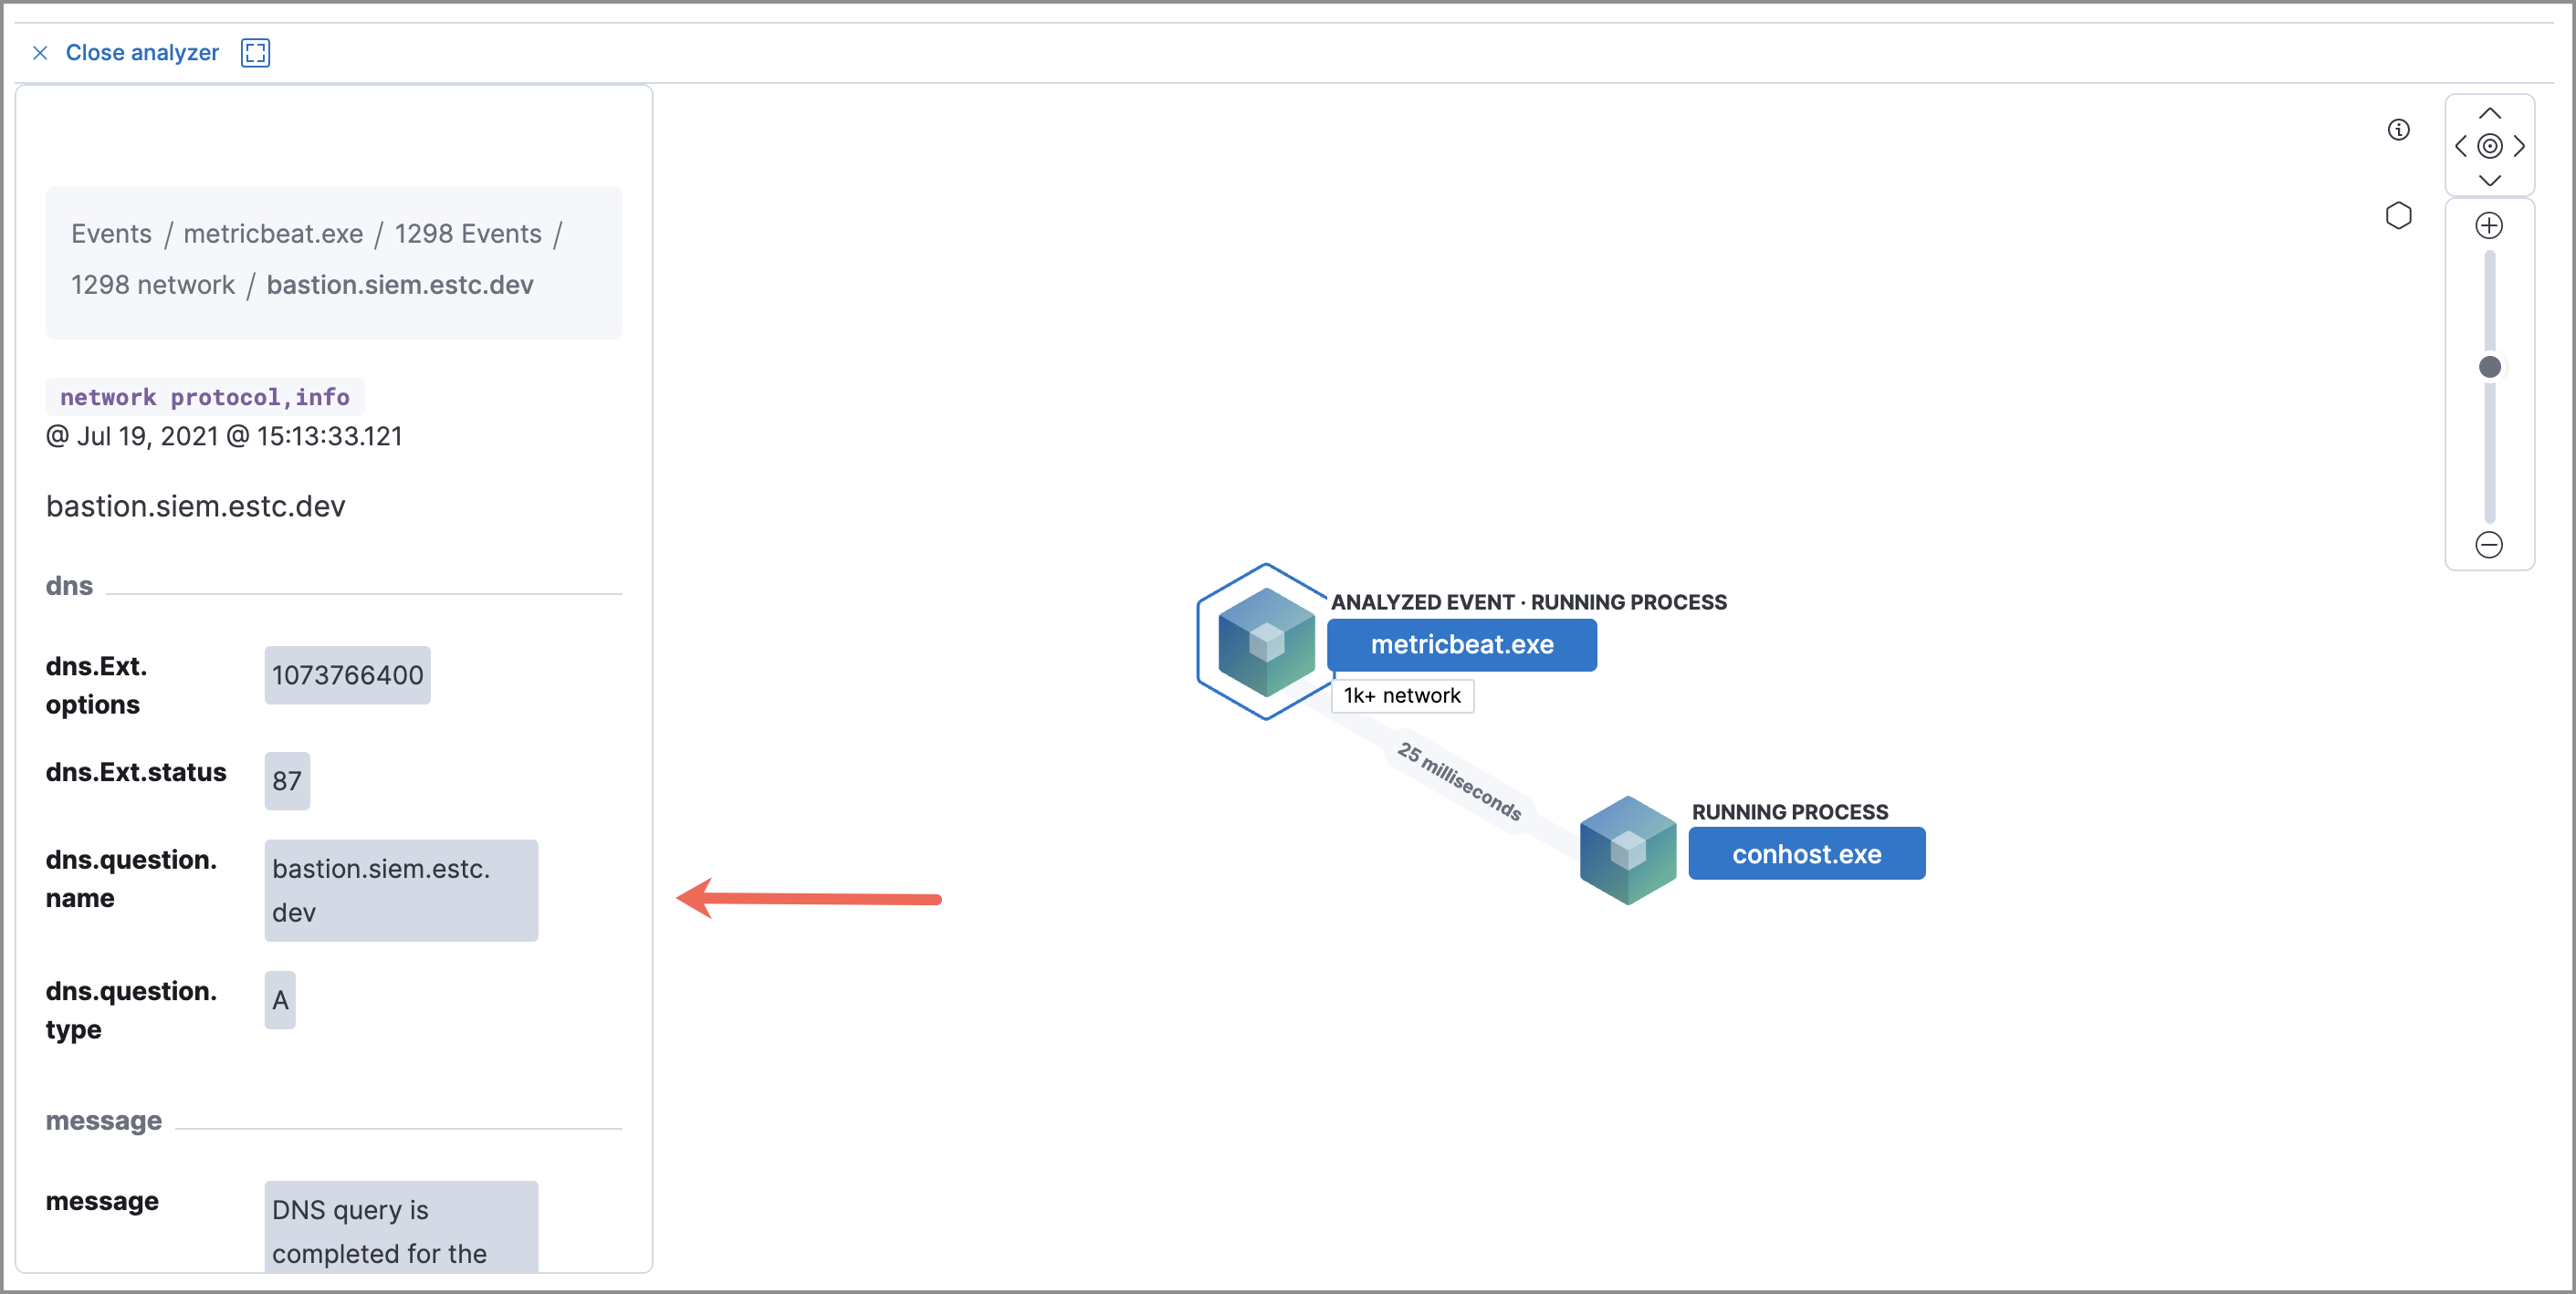 Close analyzer
Events / metricbeat.exe / 1298 Events /
1298 network / bastion.siem.estc.dev
network protocol,info
@ Jul 19, 2021 @ 15:13:33.121
bastion.siem.estc.dev
dns
dns.Ext.
options
1073766400
dns.Ext.status
87
dns.question.
name
bastion.siem.estc.
dev
dns.question.
type
A
message
message
DNS query is
completed for the
ANALYZED EVENT · RUNNING PROCESS
metricbeat.exe
1k+ network
25 milliseconds
RUNNING PROCESS
conhost.exe